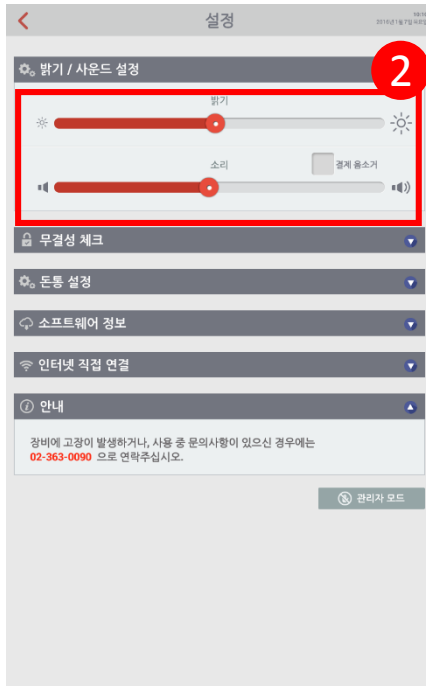 설정
2
밝기 / 사운드 설정
밝기
소리
결제 음소거
무결성 체크
돈통 설정
소프트웨어 정보
인터넷 직접 연결
안내
장비에 고장이 발생하거나, 사용 중 문의사항이 있으신 경우에는
02-363-0090 으로 연락주십시오.
관리자 모드